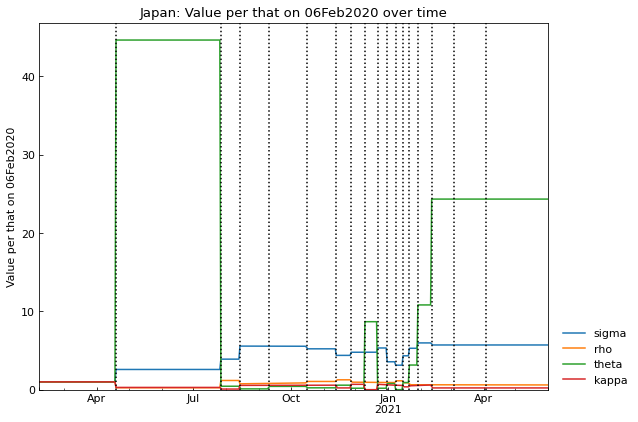 Japan: Value per that on 06Feb2020 over time
Value per that on 06Feb2020
40
30
20
10
0
Apr
Jul
Oct
Jan
2021
Apr
sigma
rho
theta
kappa